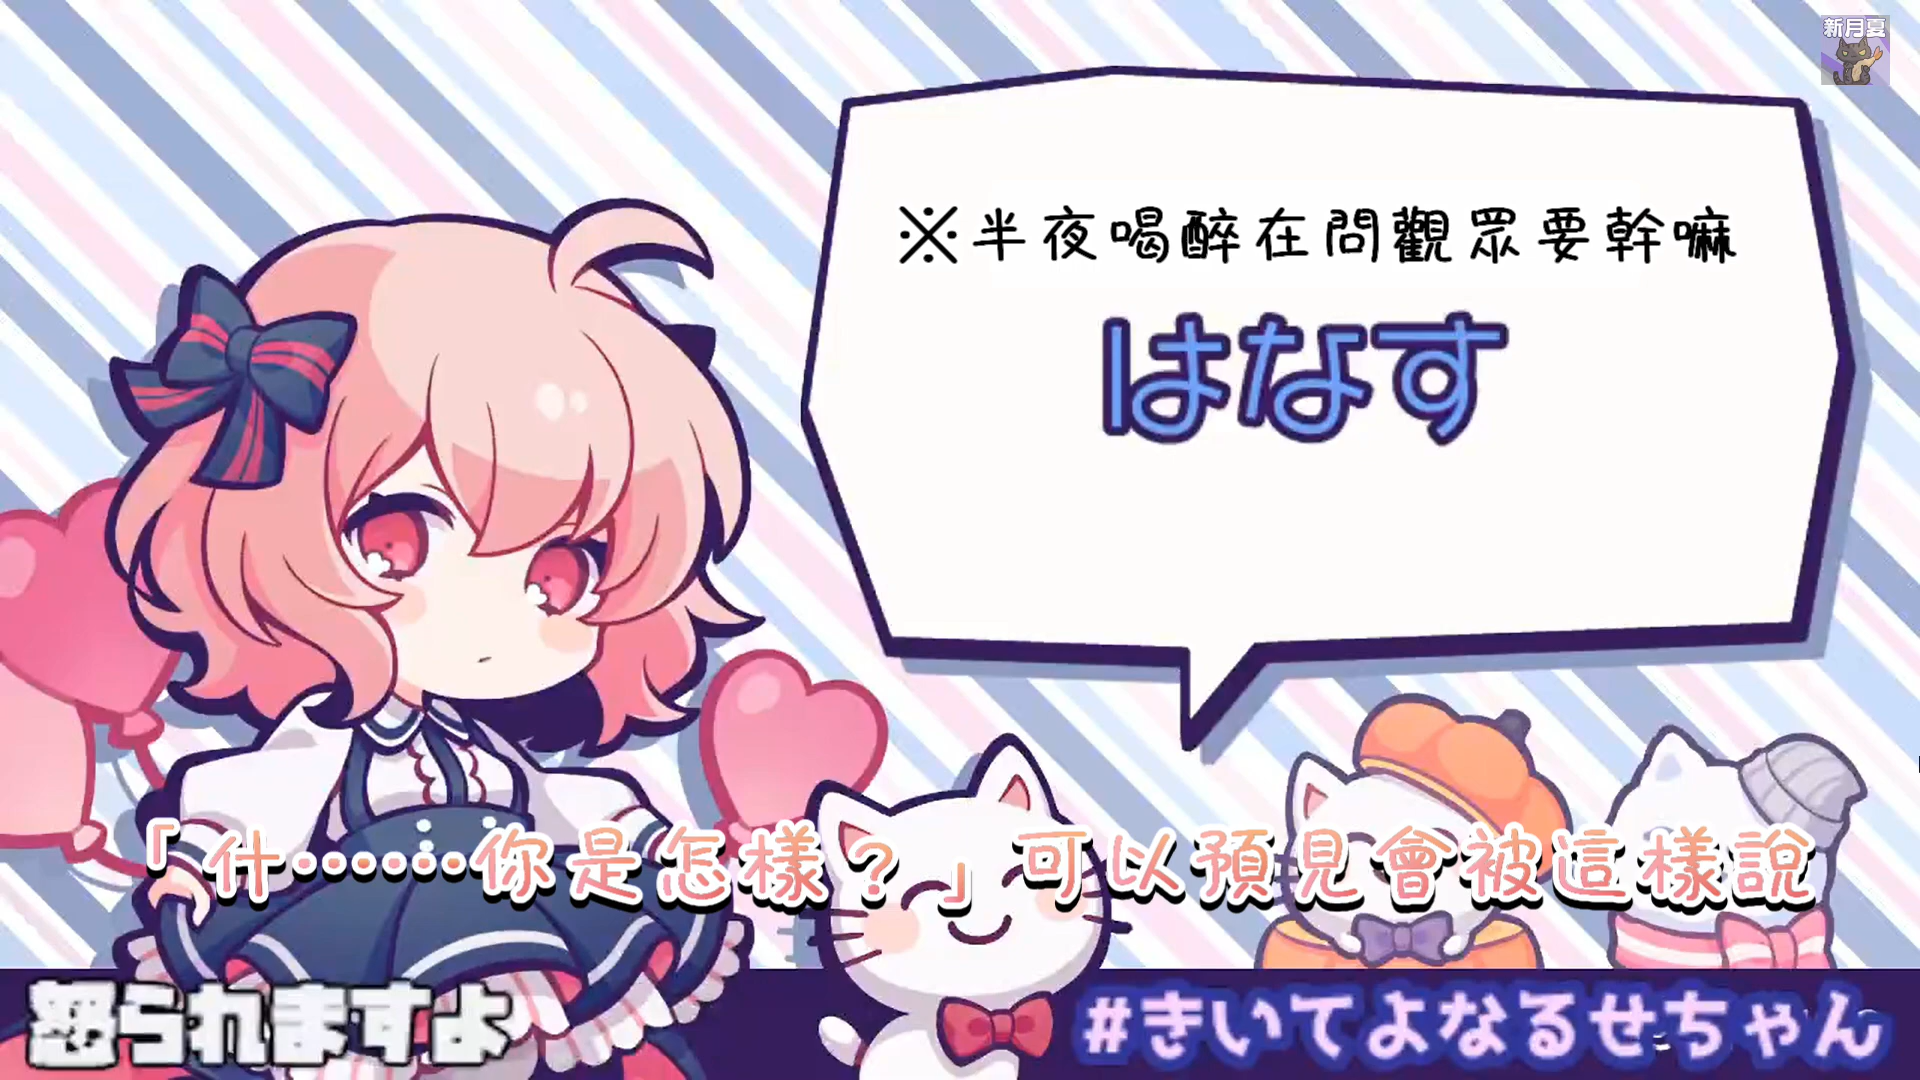 新月夏
※半夜喝醉在問觀眾要幹嘛
はなす
「什⋯⋯你是怎樣？」可以預見會被這樣說
怒られますよ
#きいてよなるせちゃん